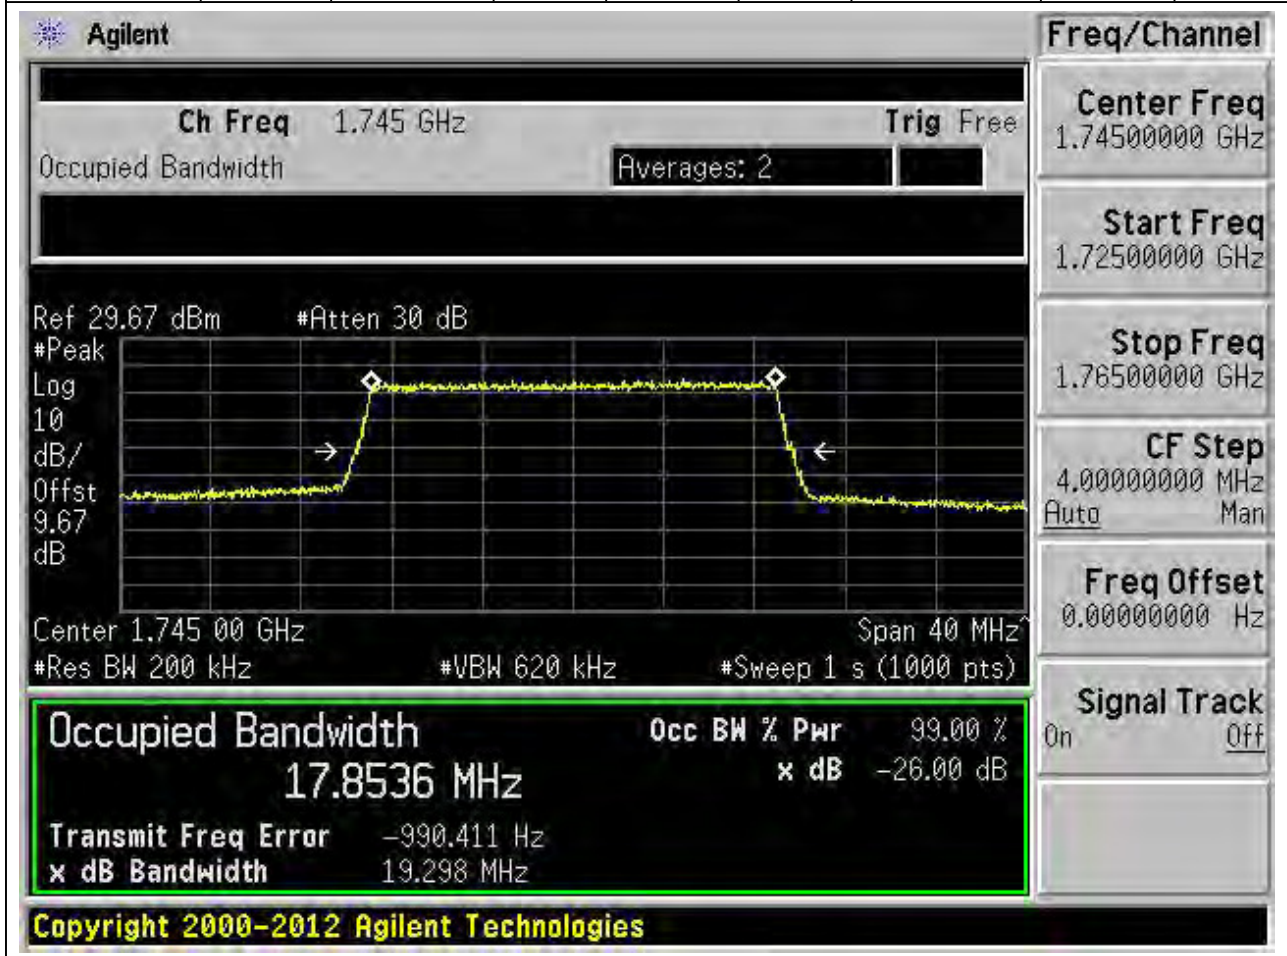 Agilent
Freq/Channel
Ch Freq 1.745 GHz Trig Free
Occupied Bandwidth Averages: 2
Center Freq
1.74500000 GHz
Start Freq
1.72500000 GHz
Stop Freq
1.76500000 GHz
CF Step
4.00000000 MHz
Auto Man
Freq Offset
0.00000000 Hz
Signal Track
On Off
Ref 29.67 dBm #Atten 30 dB
#Peak
Log
10
dB/
Offst
9.67
dB
Center 1.745 00 GHz Span 40 MHz^
#Res BW 200 kHz #VBW 620 kHz #Sweep 1 s (1000 pts)
Occupied Bandwidth Occ BW % Pwr 99.00 %
17.8536 MHz x dB -26.00 dB
Transmit Freq Error -990.411 Hz
x dB Bandwidth 19.298 MHz
Copyright 2000-2012 Agilent Technologies